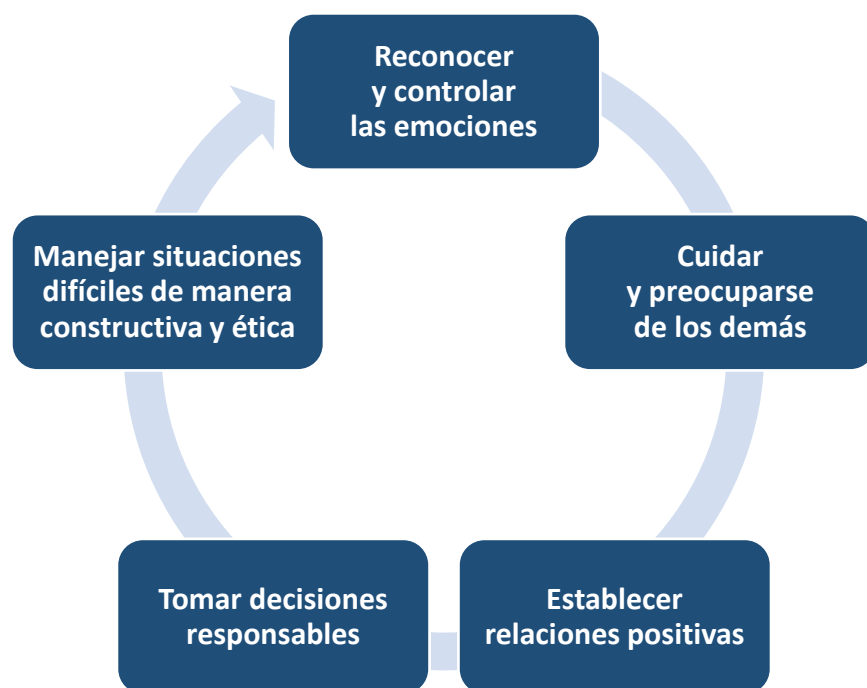 Reconocer
y controlar
las emociones
Cuidar
y preocuparse
de los demás
Establecer
relaciones positivas
Tomar decisiones
responsables
Manejar situaciones
difíciles de manera
constructiva y ética